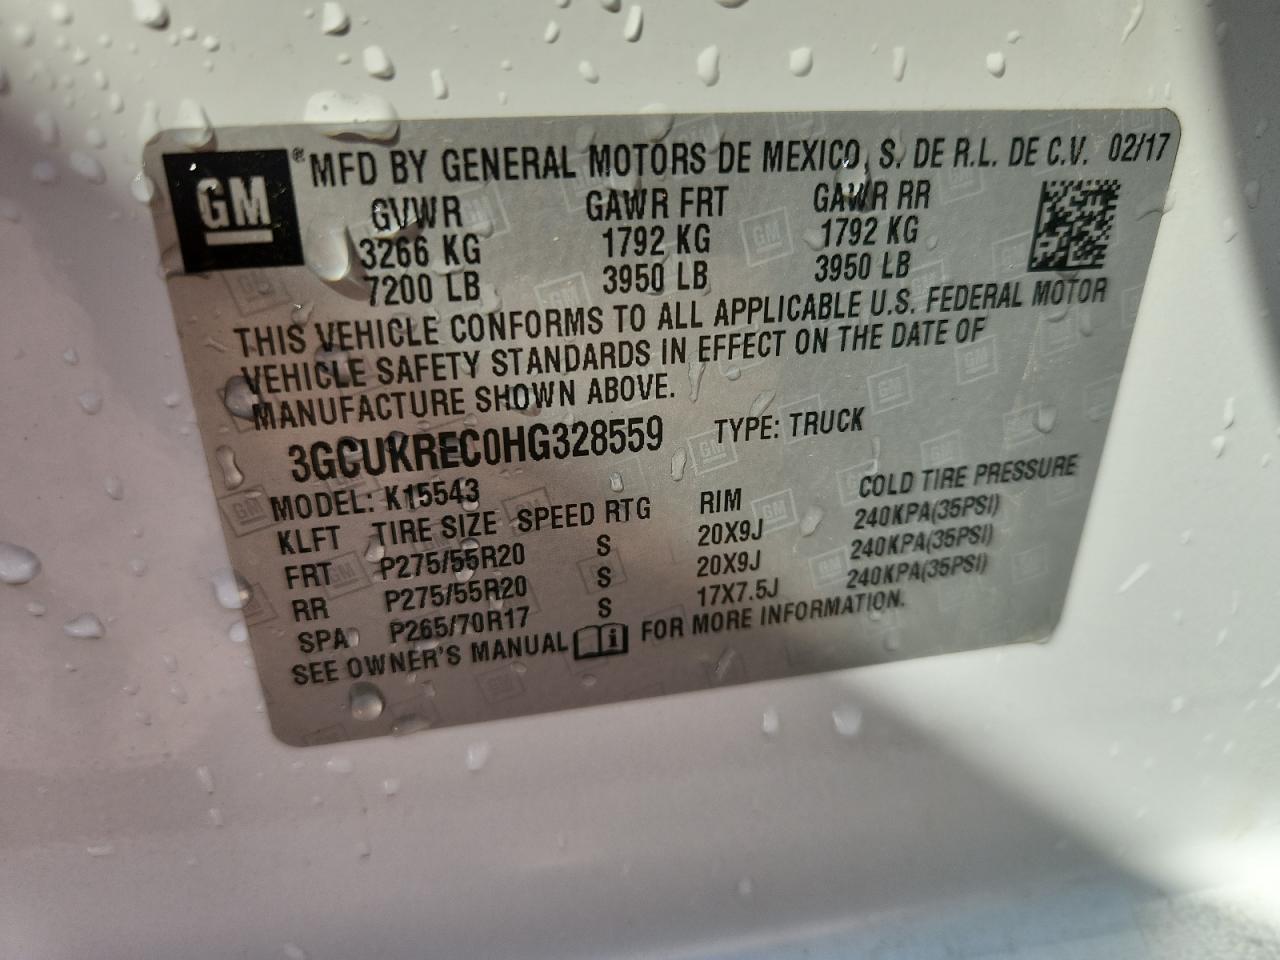 GM ® MFD BY GENERAL MOTORS DE MEXICO, S. DE R.L. DE C.V. 02/17
GVWR GAWR FRT GAWR RR
3266 KG 1792 KG 1792 KG
7200 LB 3950 LB 3950 LB
THIS VEHICLE CONFORMS TO ALL APPLICABLE U.S. FEDERAL MOTOR
VEHICLE SAFETY STANDARDS IN EFFECT ON THE DATE OF
MANUFACTURE SHOWN ABOVE.
3GCUKREC0HG328559 TYPE: TRUCK
MODEL: K15543
KLFT TIRE SIZE SPEED RTG RIM COLD TIRE PRESSURE
FRT P275/55R20 S 20X9J 240KPA(35PSI)
RR P275/55R20 S 20X9J 240KPA(35PSI)
SPA P265/70R17 S 17X7.5J 240KPA(35PSI)
SEE OWNER'S MANUAL i FOR MORE INFORMATION.